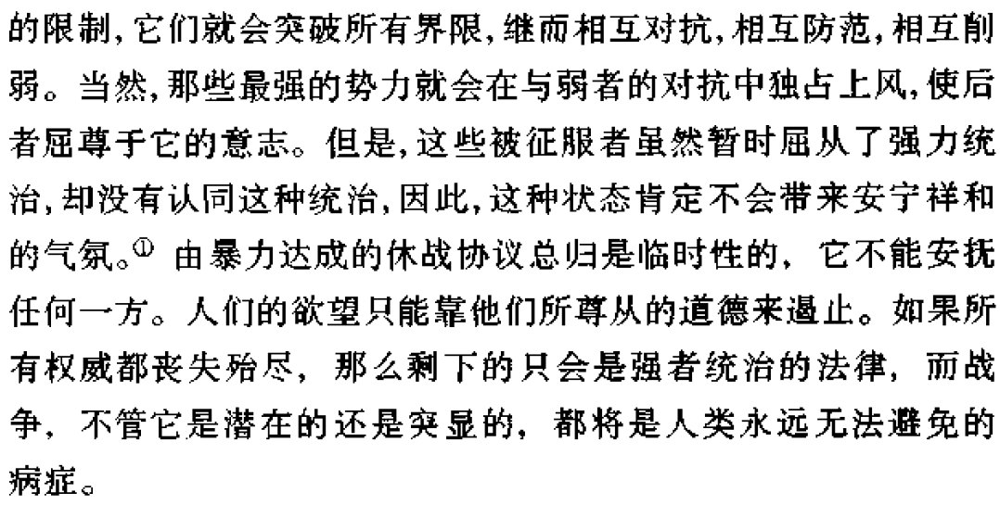 的限制,它们就会突破所有界限,继而相互对抗,相互防范,相互削
弱。当然,那些最强的势力就会在与弱者的对抗中独占上风,使后
者屈尊于它的意志。但是,这些被征服者虽然暂时屈从了强力统
治,却没有认同这种统治,因此,这种状态肯定不会带来安宁祥和
的气氛。① 由暴力达成的休战协议总归是临时性的,它不能安抚
任何一方。人们的欲望只能靠他们所尊从的道德来遏止。如果所
有权威都丧失殆尽,那么剩下的只会是强者统治的法律,而战
争,不管它是潜在的还是突显的,都将是人类永远无法避免的
病症。